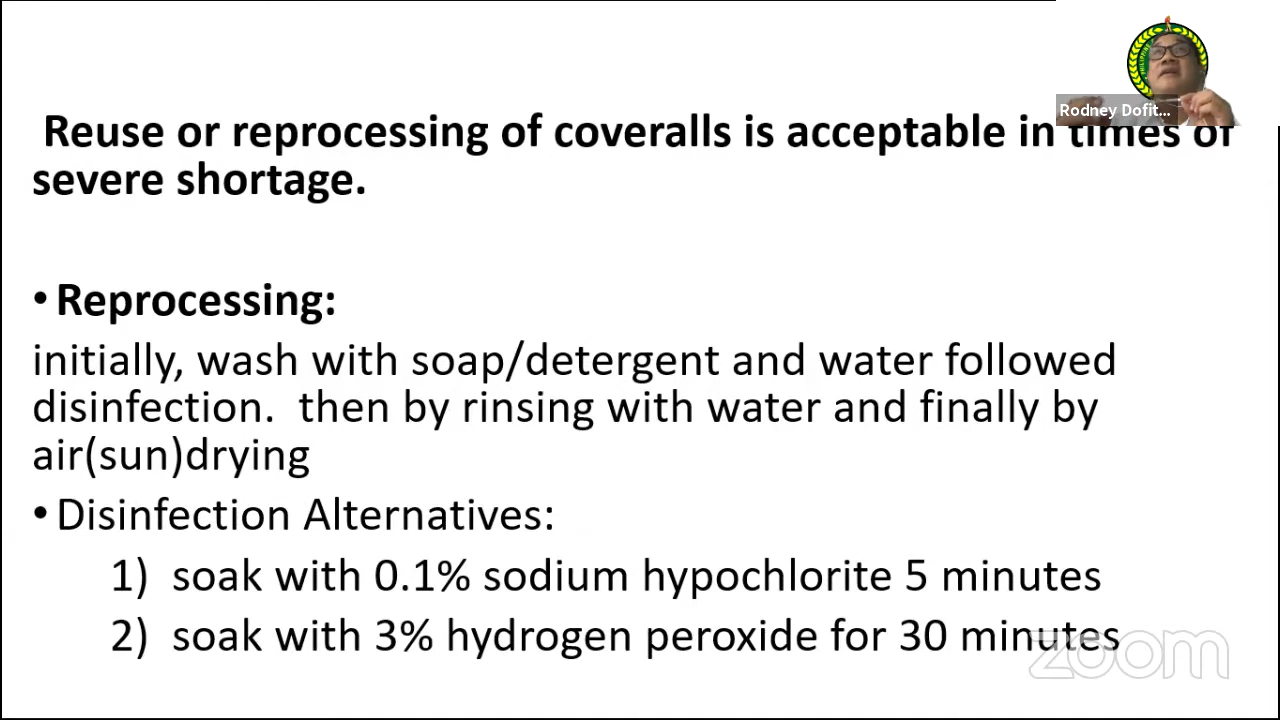 Rodney Dofit...
Reuse or reprocessing of coveralls is acceptable in times of
severe shortage.
• Reprocessing:
initially, wash with soap/detergent and water followed
disinfection. then by rinsing with water and finally by
air(sun)drying
• Disinfection Alternatives:
1) soak with 0.1% sodium hypochlorite 5 minutes
2) soak with 3% hydrogen peroxide for 30 minutes
zoom